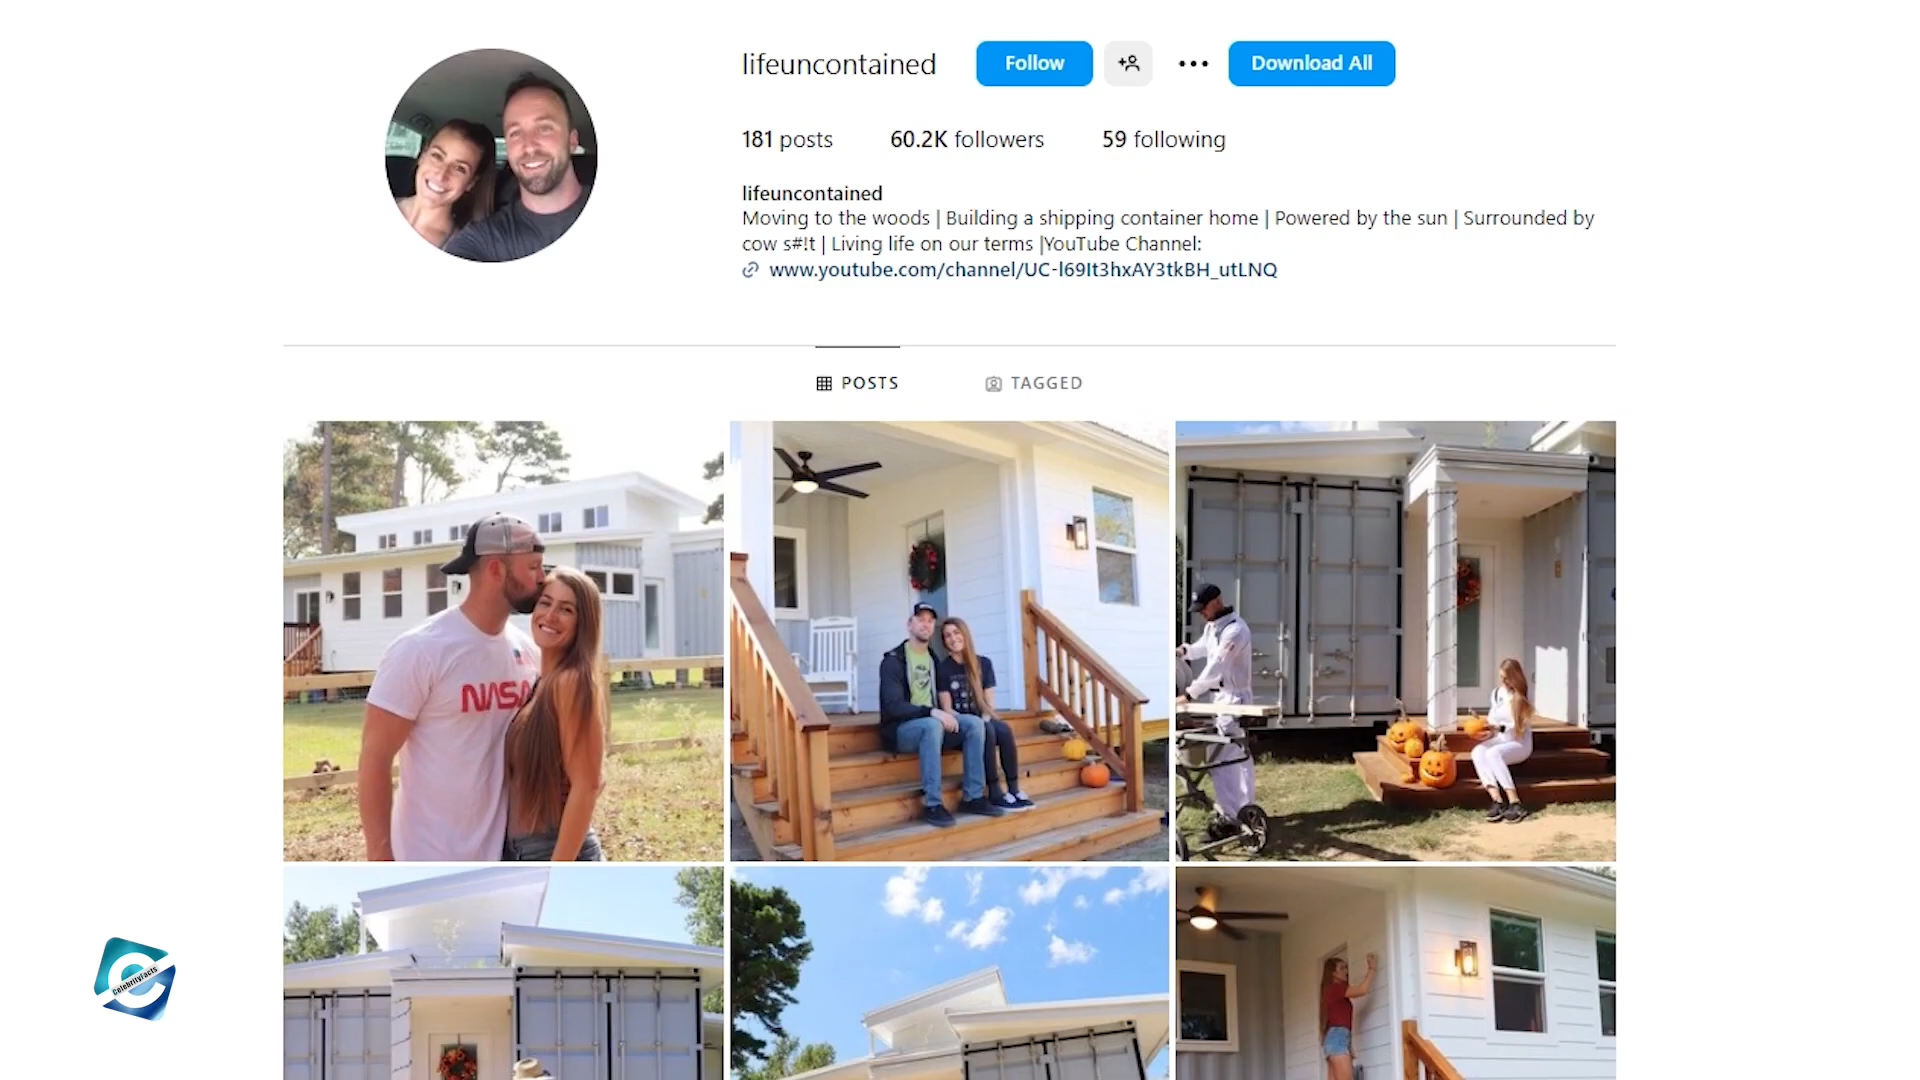 lifeuncontained
Follow
Download All
181 posts
60.2K followers
59 following
lifeuncontained
Moving to the woods | Building a shipping container home | Powered by the sun | Surrounded by
cow s#!t | Living life on our terms |YouTube Channel:
www.youtube.com/channel/UC-l69It3hxAY3tkBH_utLNQ
POSTS
TAGGED
NASA
CelebrityFacts